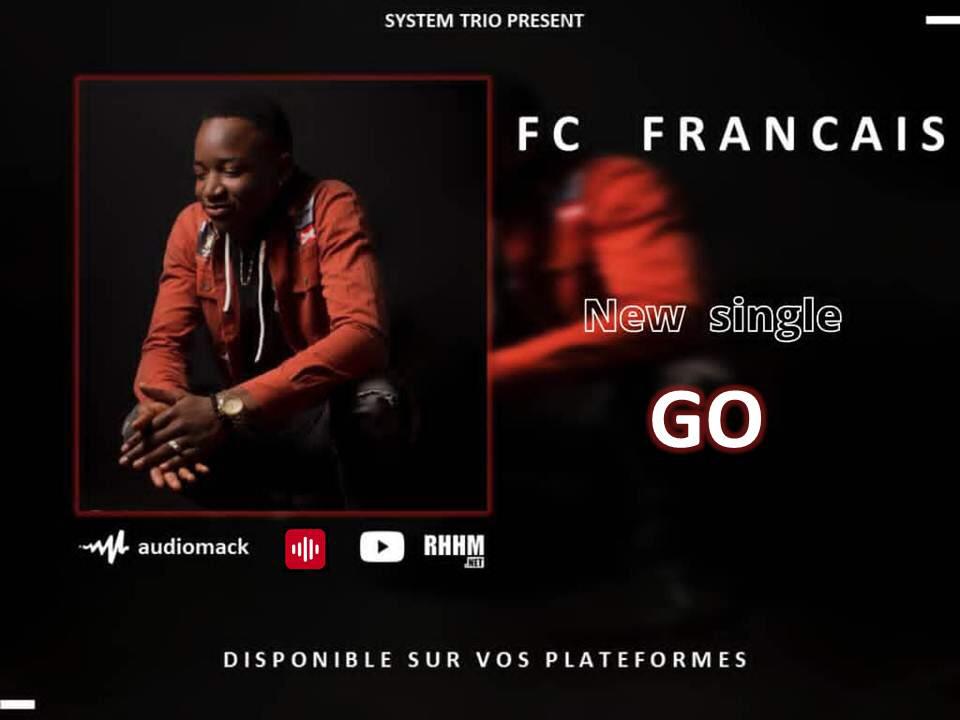 SYSTEM TRIO PRESENT
FC FRANCAIS
New single
GO
audiomack
RHHM
.NET
DISPONIBLE SUR VOS PLATEFORMES